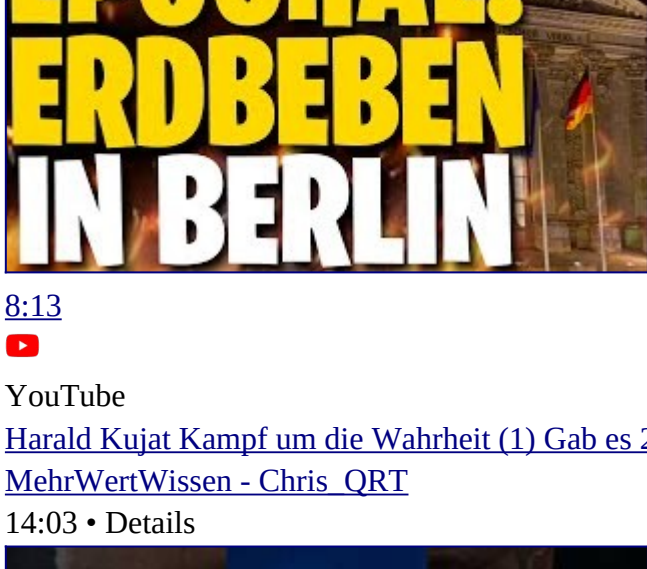 ERDBEBEN
IN BERLIN
8:13
YouTube
Harald Kujat Kampf um die Wahrheit (1) Gab es
MehrWertWissen - Chris_QRT
14:03 • Details